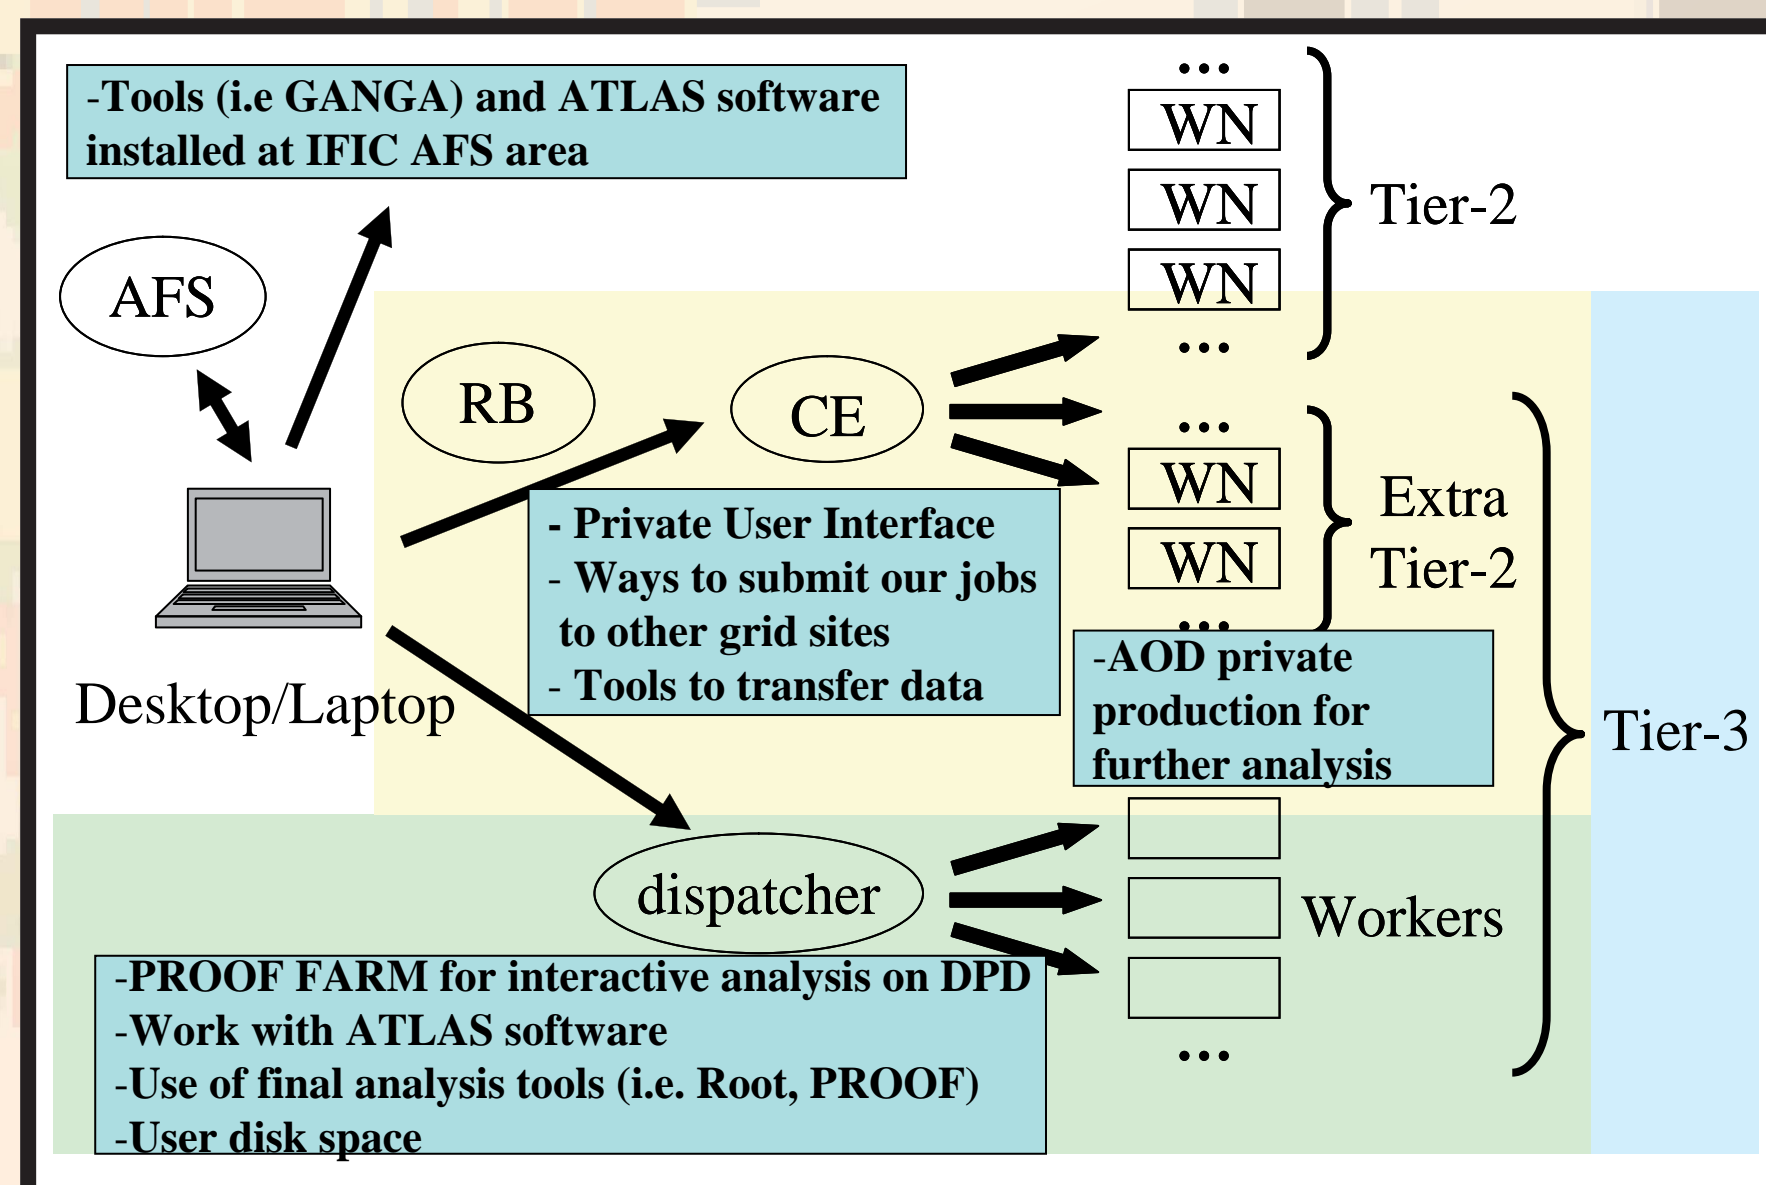 -Tools (i.e GANGA) and ATLAS software
installed at IFIC AFS area
...
WN
WN
WN
...
Tier-2
AFS
RB
CE
...
WN
WN
...
Extra
Tier-2
- Private User Interface
- Ways to submit our jobs
to other grid sites
- Tools to transfer data
Desktop/Laptop
-AOD private
production for
further analysis
Tier-3
dispatcher
Workers
...
-PROOF FARM for interactive analysis on DPD
-Work with ATLAS software
-Use of final analysis tools (i.e. Root, PROOF)
-User disk space